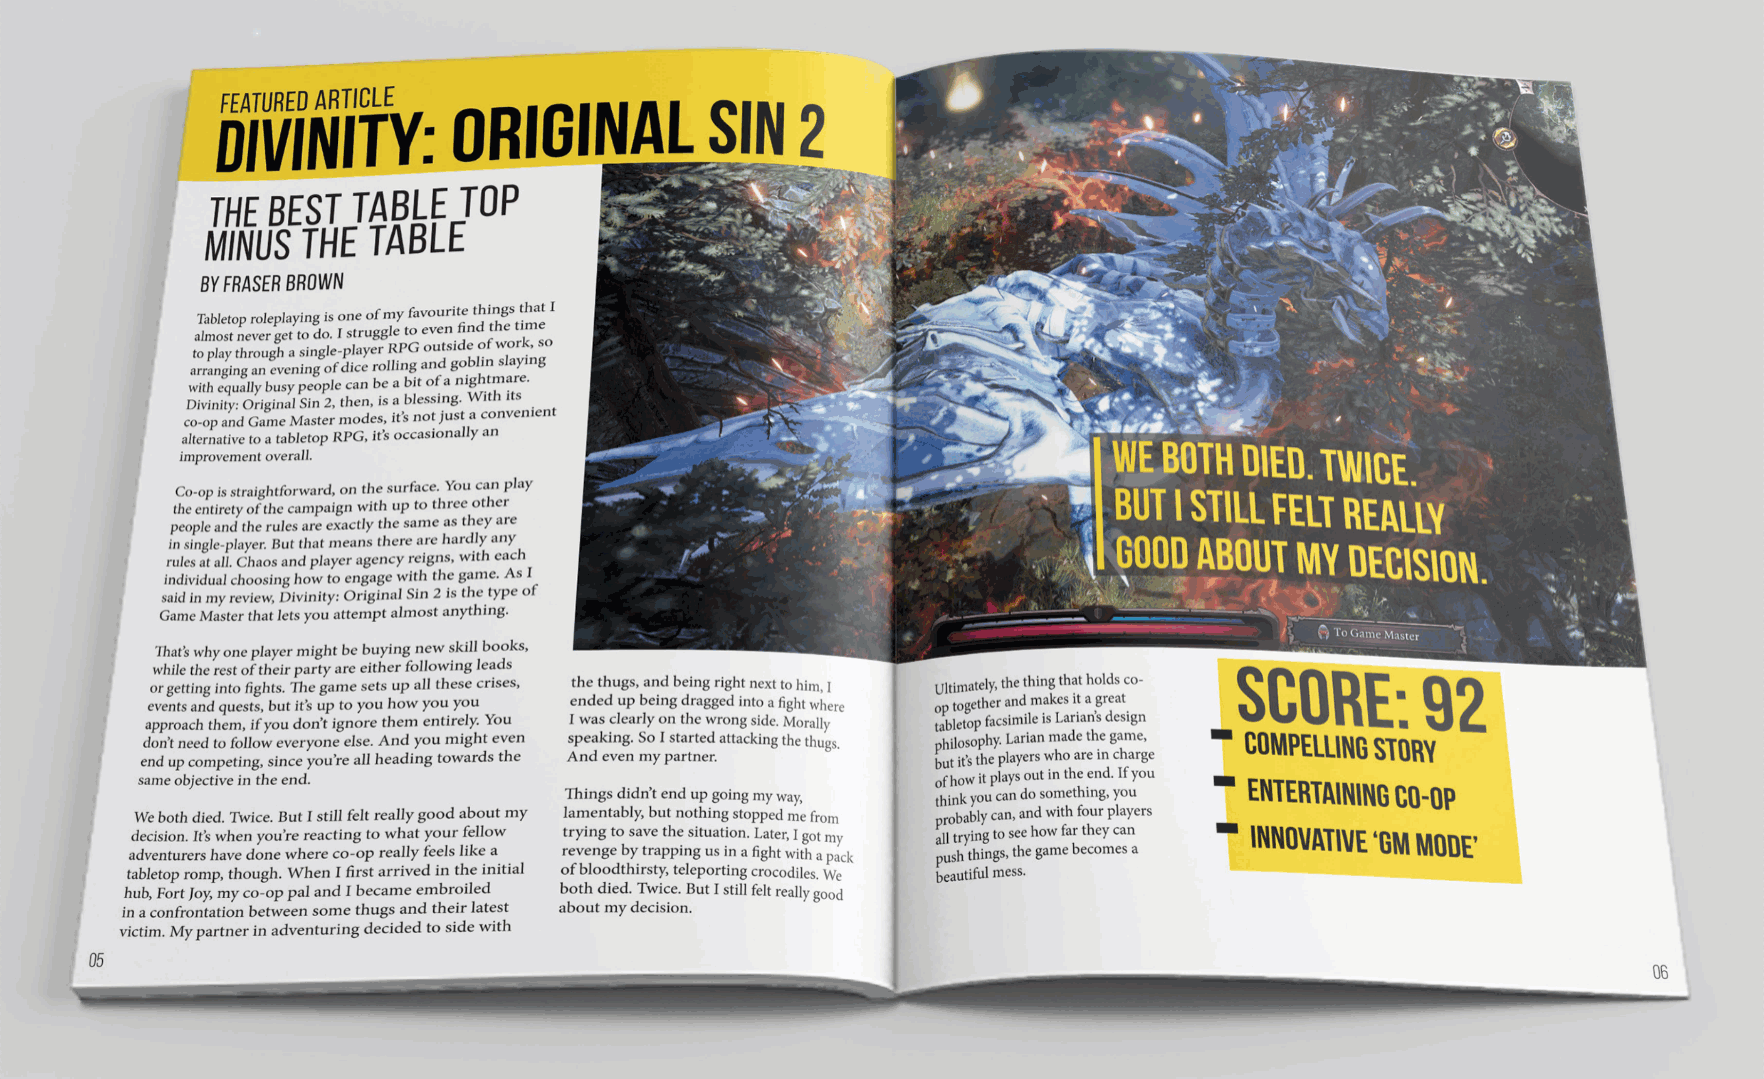 FEATURED ARTICLE
DIVINITY: ORIGINAL SIN 2
THE BEST TABLE TOP
MINUS THE TABLE
BY FRASER BROWN
Tabletop roleplaying is one of my favourite things that I
almost never get to do. I struggle to even find the time
to play through a single-player RPG outside of work, so
arranging an evening of dice rolling and goblin slaying
with equally busy people can be a bit of a nightmare.
Divinity: Original Sin 2, then, is a blessing. With its
co-op and Game Master modes, it's not just a convenient
alternative to a tabletop RPG, it's occasionally an
improvement overall.
Co-op is straightforward, on the surface. You can play
the entirety of the campaign with up to three other
people and the rules are exactly the same as they are
in single-player. But that means there are hardly any
rules at all. Chaos and player agency reigns, with each
individual choosing how to engage with the game. As I
said in my review, Divinity: Original Sin 2 is the type of
Game Master that lets you attempt almost anything.
That's why one player might be buying new skill books,
while the rest of their party are either following leads
or getting into fights. The game sets up all these crises,
events and quests, but it's up to you how you you
approach them, if you don't ignore them entirely. You
don't need to follow everyone else. And you might even
end up competing, since you're all heading towards the
same objective in the end.
We both died. Twice. But I still felt really good about my
decision. It's when you're reacting to what your fellow
adventurers have done where co-op really feels like a
tabletop romp, though. When I first arrived in the initial
hub, Fort Joy, my co-op pal and I became embroiled
in a confrontation between some thugs and their latest
victim. My partner in adventuring decided to side with
the thugs, and being right next to him, I
ended up being dragged into a fight where
I was clearly on the wrong side. Morally
speaking. So I started attacking the thugs.
And even my partner.
Things didn't end up going my way,
lamentably, but nothing stopped me from
trying to save the situation. Later, I got my
revenge by trapping us in a fight with a pack
of bloodthirsty, teleporting crocodiles. We
both died. Twice. But I still felt really good
about my decision.
05
WE BOTH DIED. TWICE.
BUT I STILL FELT REALLY
GOOD ABOUT MY DECISION.
To Game Master
Ultimately, the thing that holds co-
op together and makes it a great
tabletop facsimile is Larian's design
philosophy. Larian made the game,
but it's the players who are in charge
of how it plays out in the end. If you
think you can do something, you
probably can, and with four players
all trying to see how far they can
push things, the game becomes a
beautiful mess.
SCORE: 92
- COMPELLING STORY
- ENTERTAINING CO-OP
- INNOVATIVE 'GM MODE'
06